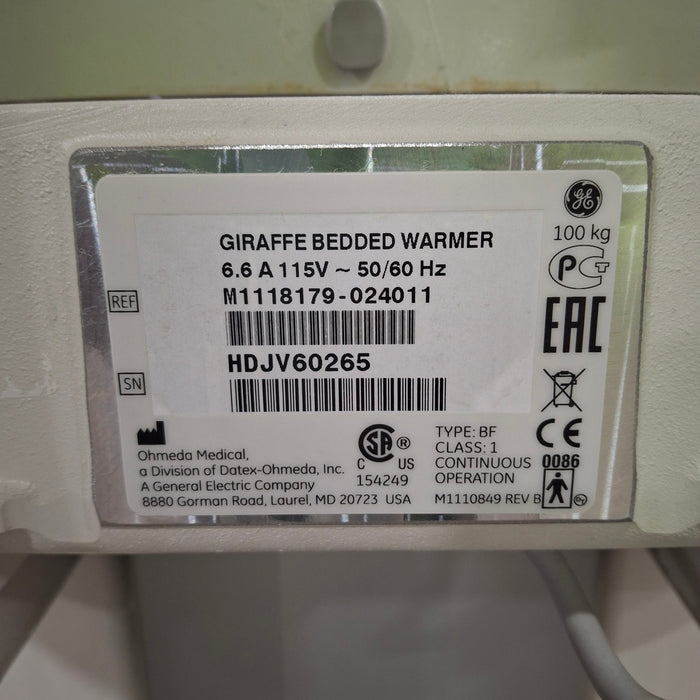 GE
100 kg
GIRAFFE BEDDED WARMER
6.6 A 115V ~ 50/60 Hz
REF
M1118179-024011
EAC
SN
HDJV60265
Ohmeda Medical,
a Division of Datex-Ohmeda, Inc.
A General Electric Company
8880 Gorman Road, Laurel, MD 20723 USA
SA ®
C US
154249
TYPE: BF
CLASS: 1
CONTINUOUS
OPERATION
M1110849 REV B
CE
0086